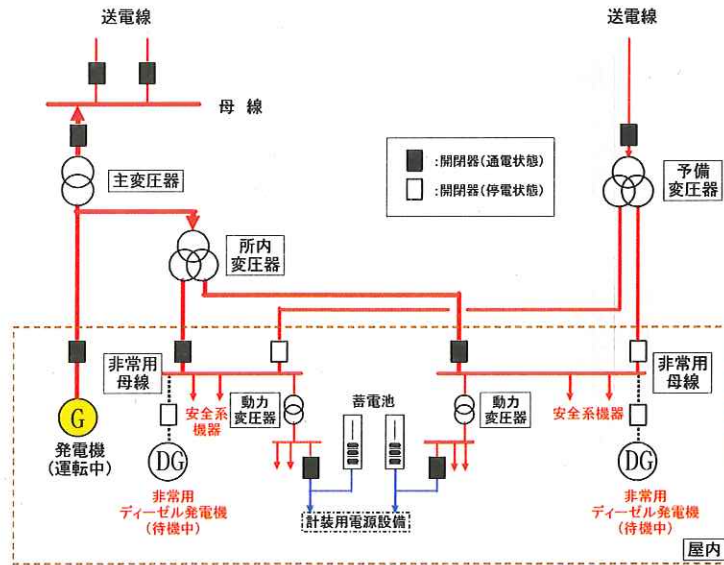 送電線
送電線
母線
主変圧器
■:開閉器(通電状態)
□:開閉器(停電状態)
予備
変圧器
所内
変圧器
非常用
母線
安全系
機器
動力
変圧器
蓄電池
動力
変圧器
安全系機器
非常用
母線
G
発電機
(運転中)
DG
非常用
ディーゼル発電機
(待機中)
計装用電源設備
DG
非常用
ディーゼル発電機
(待機中)
屋内